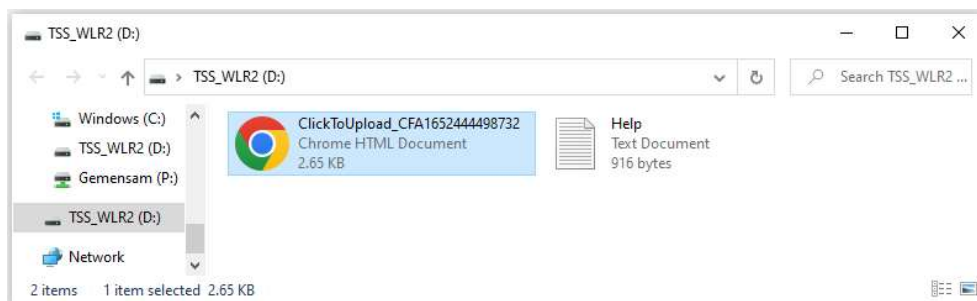 TSS_WLR2 (D:)
TSS_WLR2 (D:)
Search TSS_WLR2 ...
Windows (C:)
TSS_WLR2 (D:)
Gemensam (P:)
TSS_WLR2 (D:)
Network
ClickToUpload_CFA1652444498732
Chrome HTML Document
2.65 KB
Help
Text Document
916 bytes
2 items 1 item selected 2.65 KB